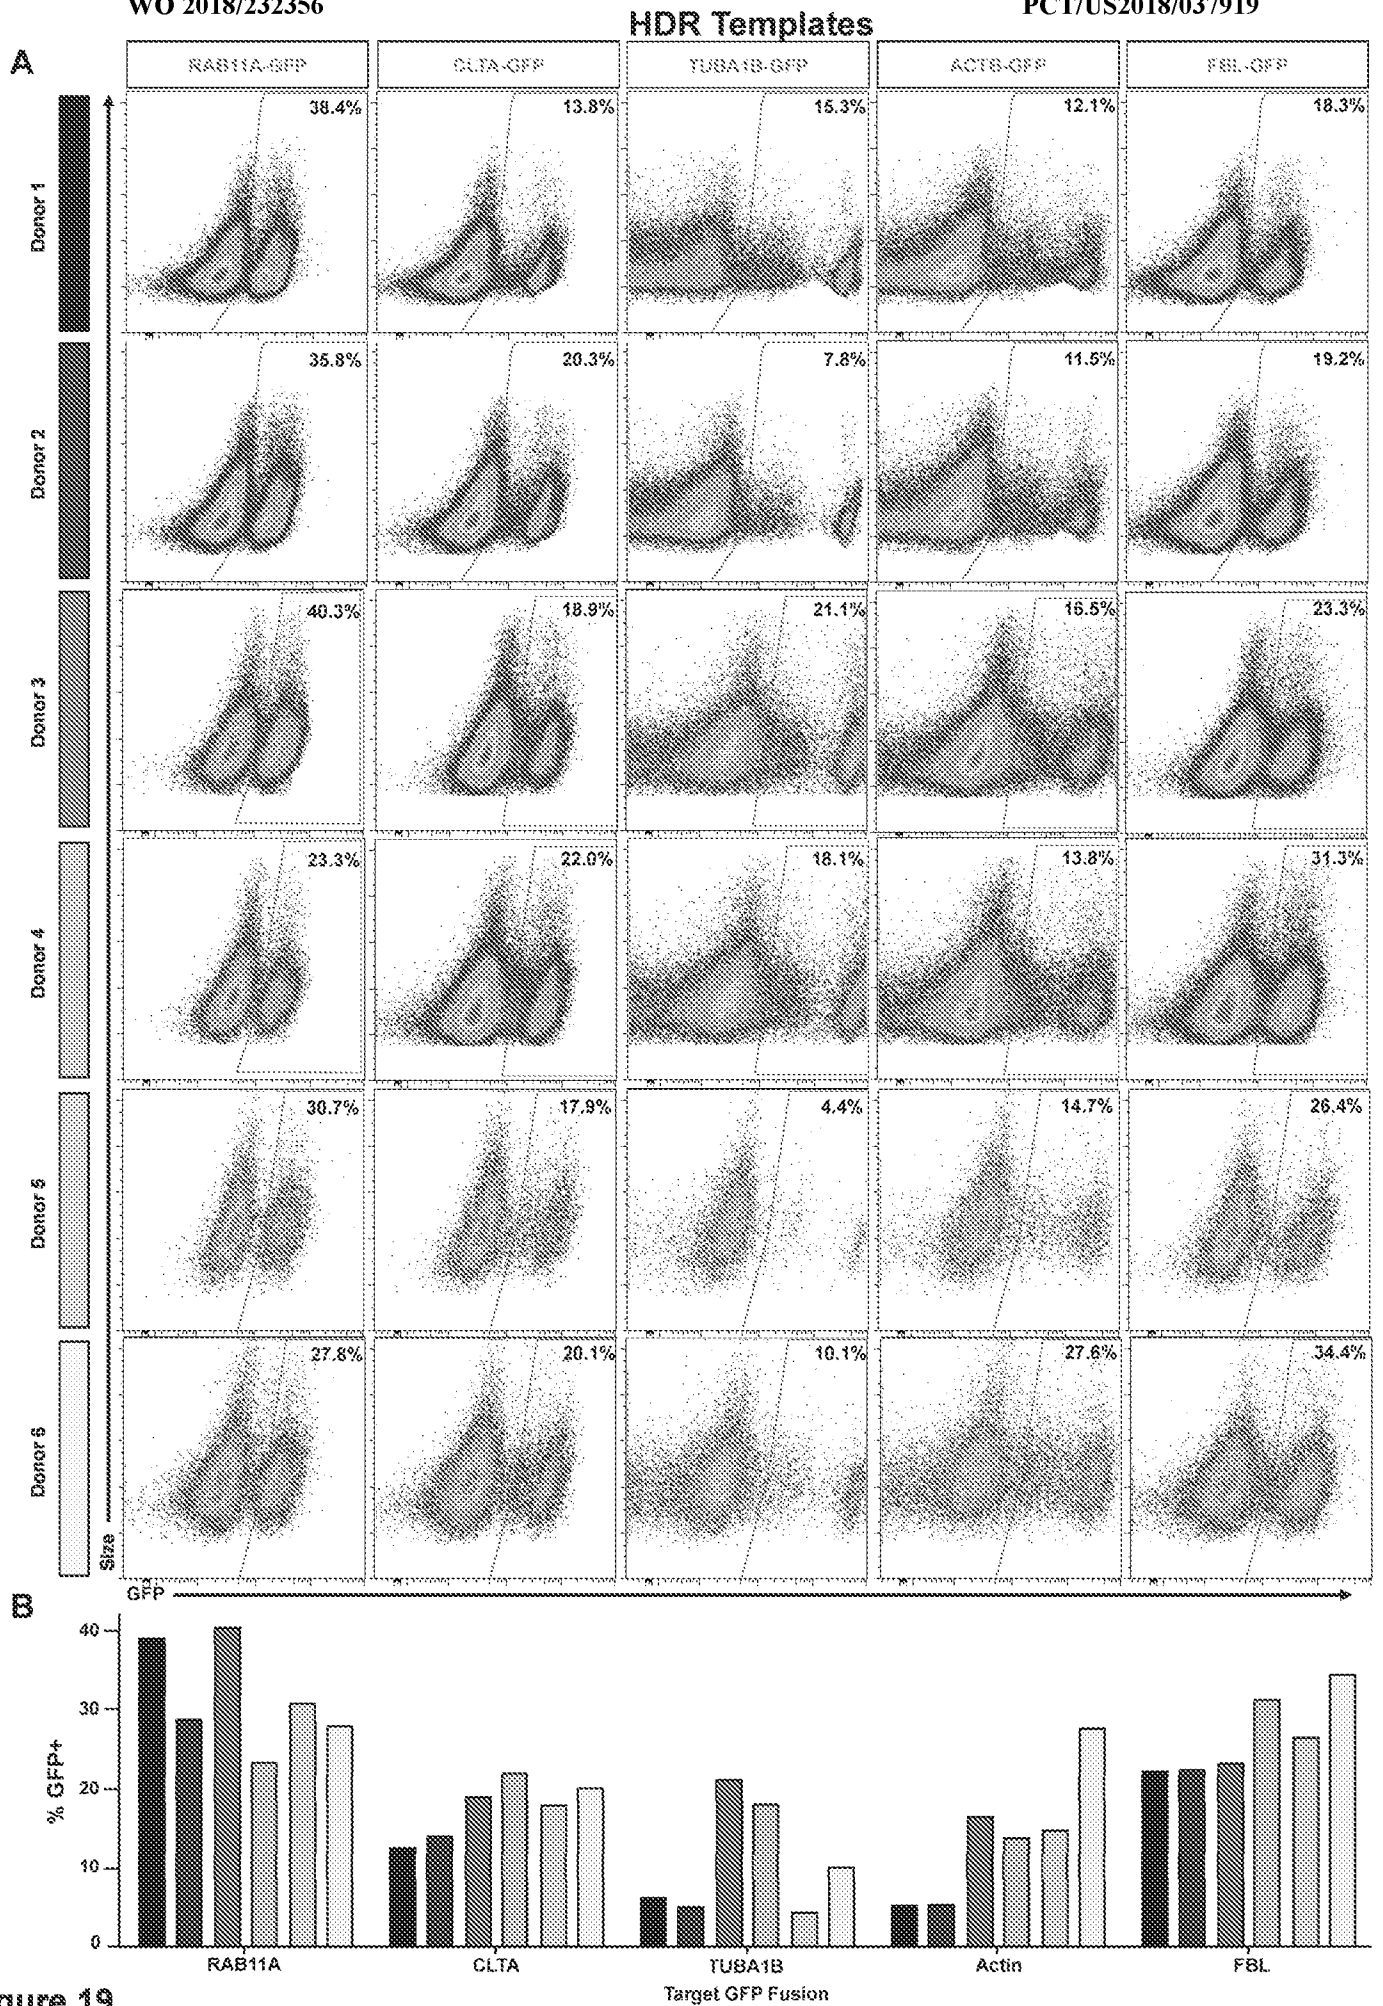 WO 2018/232356 PCT/US2018/037919
HDR Templates
A
RAB11A-GFP CLTA-GFP TUBA1B-GFP ACTB-GFP FBL-GFP
Donor 1
38.4% 13.8% 15.3% 12.1% 18.3%
Donor 2
35.8% 20.3% 7.8% 11.5% 19.2%
Donor 3
40.3% 18.9% 21.1% 16.5% 23.3%
Donor 4
23.3% 22.0% 18.1% 13.8% 31.3%
Donor 5
30.7% 17.9% 4.4% 14.7% 26.4%
Donor 6
27.8% 20.1% 10.1% 27.6% 34.4%
Size
GFP
B
% GFP+
40
30
20
10
0
RAB11A CLTA TUBA1B Actin FBL
Target GFP Fusion
gure 19